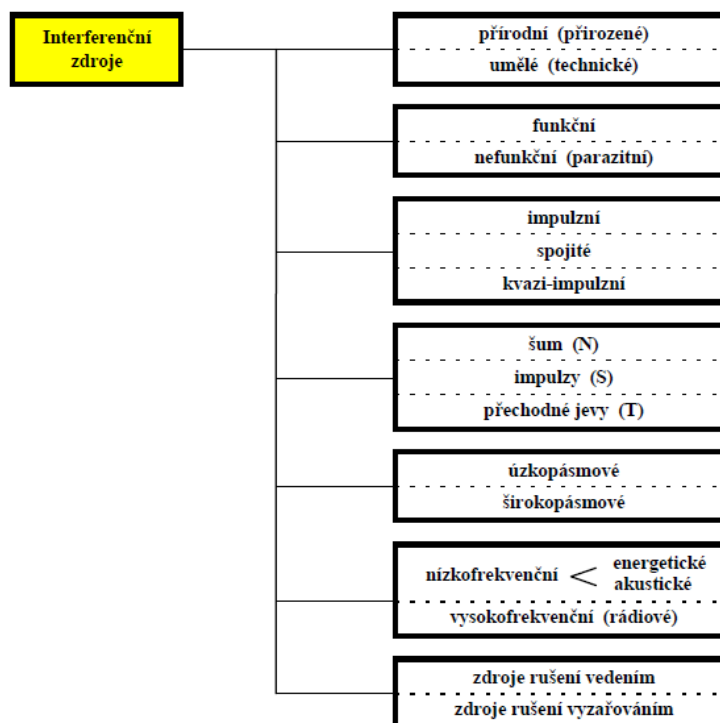 Interferenční
zdroje
přírodní (přirozené)
umělé (technické)
funkční
nefunkční (parazitní)
impulzní
spojité
kvazi-impulzní
šum (N)
impulzy (S)
přechodné jevy (T)
úzkopásmové
širokopásmové
nízkofrekvenční < energetické
akustické
vysokofrekvenční (rádiové)
zdroje rušení vedením
zdroje rušení vyzařováním